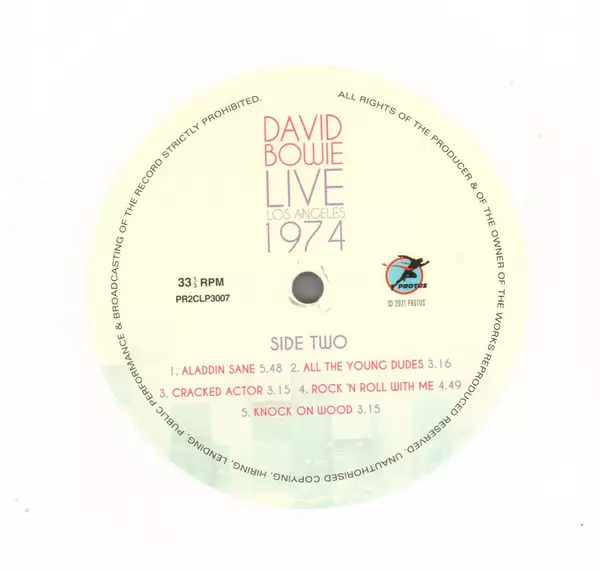 ALL RIGHTS OF THE PRODUCER & OF THE OWNER OF THE WORKS REPRODUCED RESERVED. UNAUTHORISED COPYING, HIRING, LENDING, PUBLIC PERFORMANCE & BROADCASTING OF THE RECORD STRICTLY PROHIBITED.
DAVID
BOWIE
LIVE
LOS ANGELES
1974
33⅓ RPM
PR2CLP3007
PROTUS
© 2021 PROTUS
SIDE TWO
1. ALADDIN SANE 5.48 2. ALL THE YOUNG DUDES 3.16
3. CRACKED ACTOR 3.15 4. ROCK 'N ROLL WITH ME 4.49
5. KNOCK ON WOOD 3.15